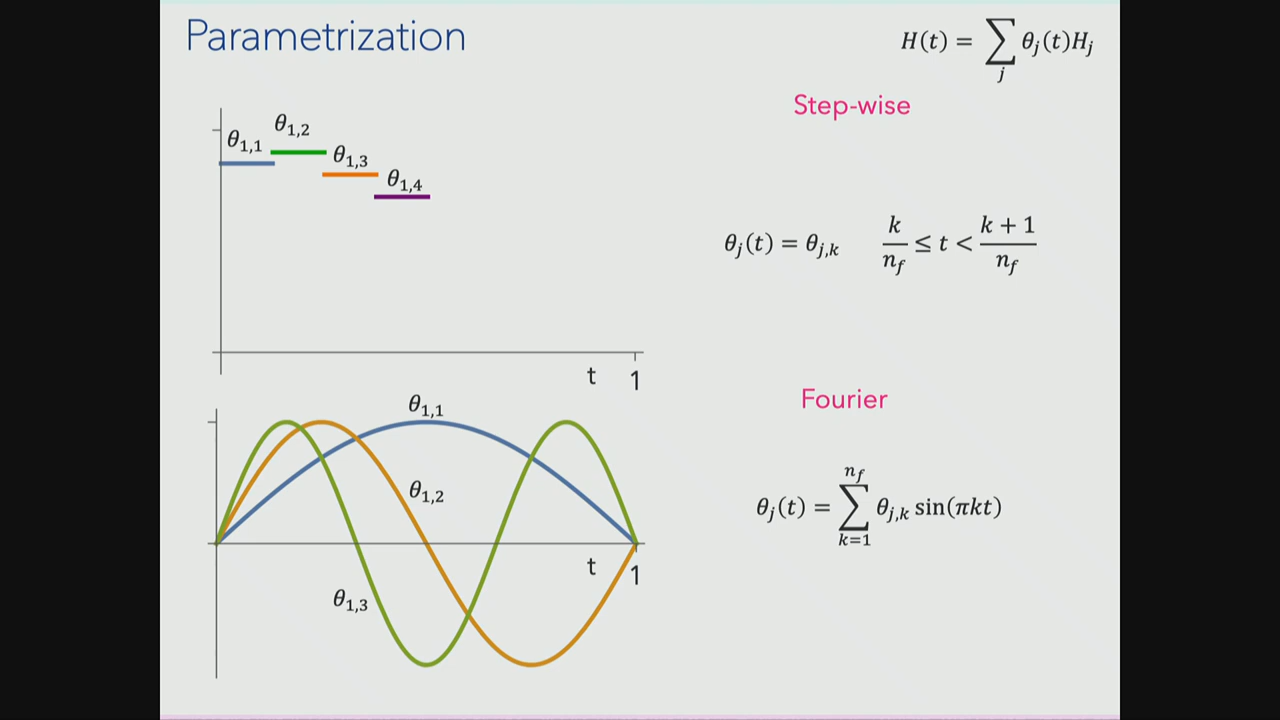 Parametrization
H(t) = ∑_j θ_j(t)H_j
Step-wise
θ_{1,1}
θ_{1,2}
θ_{1,3}
θ_{1,4}
t 1
θ_j(t) = θ_{j,k} k/n_f ≤ t < (k + 1)/n_f
Fourier
θ_{1,1}
θ_{1,2}
θ_{1,3}
t 1
θ_j(t) = ∑_{k=1}^{n_f} θ_{j,k} sin(πkt)